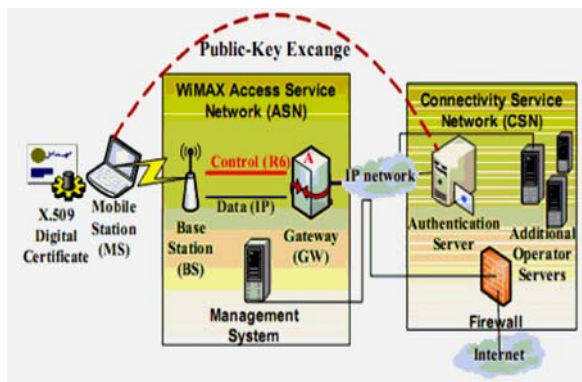 Public-Key Excange
WiMAX Access Service
Network (ASN)
Connectivity Service
Network (CSN)
Control (R6)
A
IP network
Data (IP)
X.509
Digital
Certificate
Mobile
Station
(MS)
Base
Station
(BS)
Gateway
(GW)
Authentication
Server
Additional
Operator
Servers
Management
System
Firewall
Internet